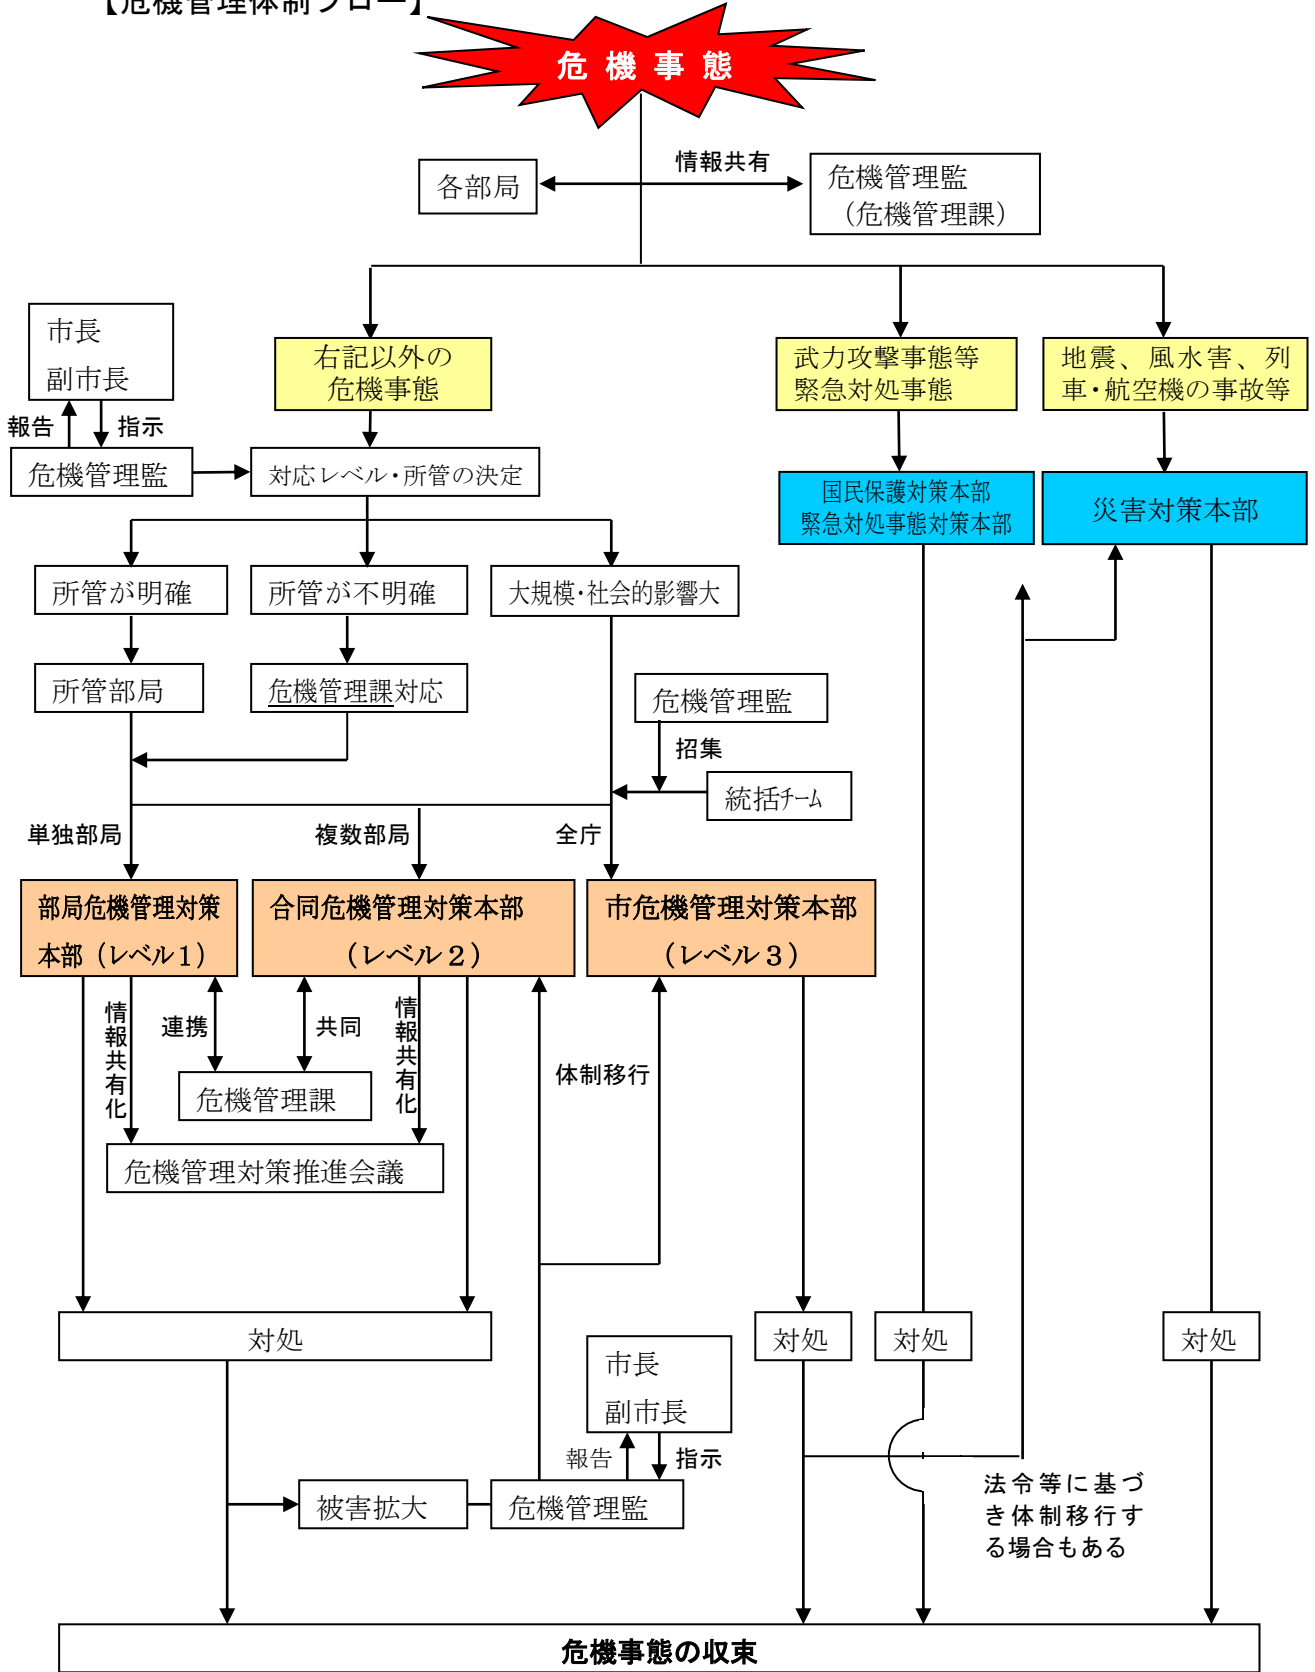 【危機管理体制フロー】
危機事態
情報共有
各部局
危機管理監
（危機管理課）
市長
副市長
報告
指示
危機管理監
右記以外の
危機事態
武力攻撃事態等
緊急対処事態
地震、風水害、列
車・航空機の事故等
対応レベル・所管の決定
国民保護対策本部
緊急対処事態対策本部
災害対策本部
所管が明確
所管が不明確
大規模・社会的影響大
所管部局
危機管理課対応
危機管理監
招集
統括ﾁｰﾑ
単独部局
複数部局
全庁
部局危機管理対策
本部（レベル１）
合同危機管理対策本部
（レベル２）
市危機管理対策本部
（レベル３）
情報共有化
連携
共同
情報共有化
体制移行
危機管理課
危機管理対策推進会議
対処
対処
対処
対処
市長
副市長
報告
指示
被害拡大
危機管理監
法令等に基づ
き体制移行す
る場合もある
危機事態の収束